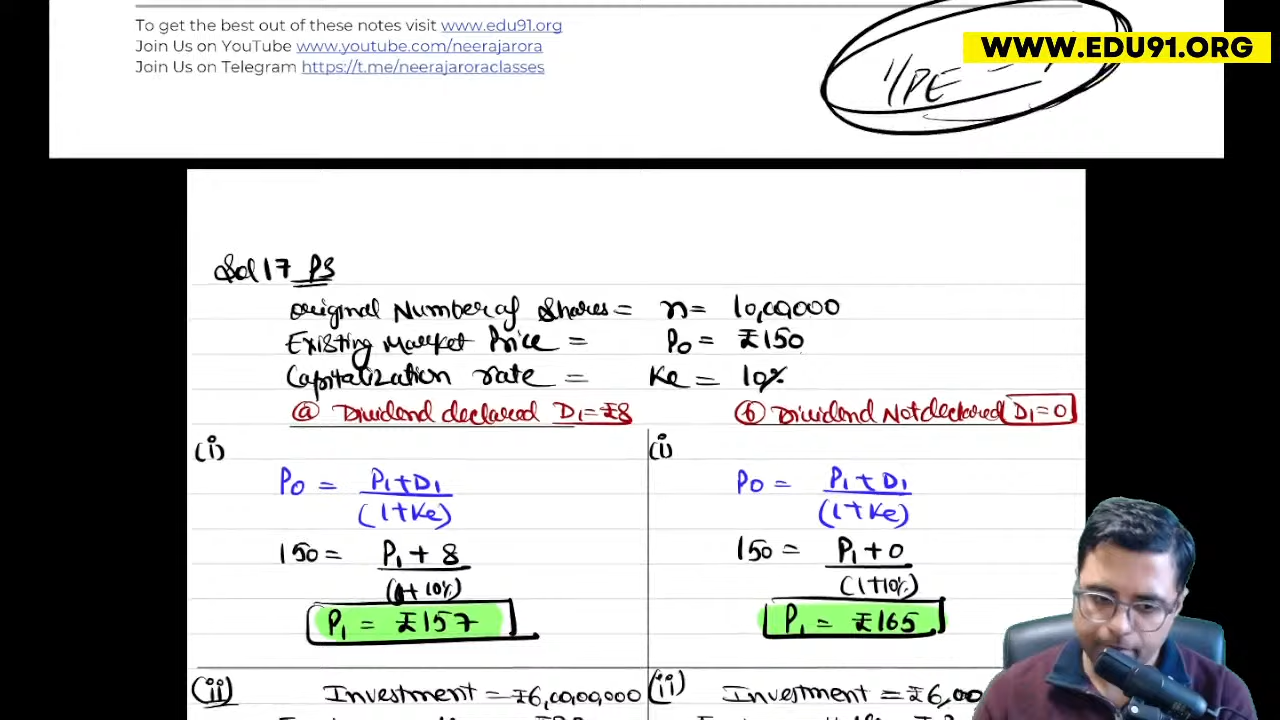 To get the best out of these notes visit www.edu91.org
Join Us on YouTube www.youtube.com/neerajarora
Join Us on Telegram https://t.me/neerajaroraclasses
WWW.EDU91.ORG
1/PE =
Sol 17 PS
Original Number of Shares = n = 10,00,000
Existing Market Price = P0 = ₹150
Capitalization rate = Ke = 10%
(a) Dividend declared D1 = ₹8
(b) Dividend Not declared D1 = 0
(i)
P0 = P1 + D1
(1 + Ke)
150 = P1 + 8
(1 + 10%)
P1 = ₹157
(i)
P0 = P1 + D1
(1 + Ke)
150 = P1 + 0
(1+10%)
P1 = ₹165
(ii) Investment = ₹6,00,00,000
(ii) Investment = ₹6,00